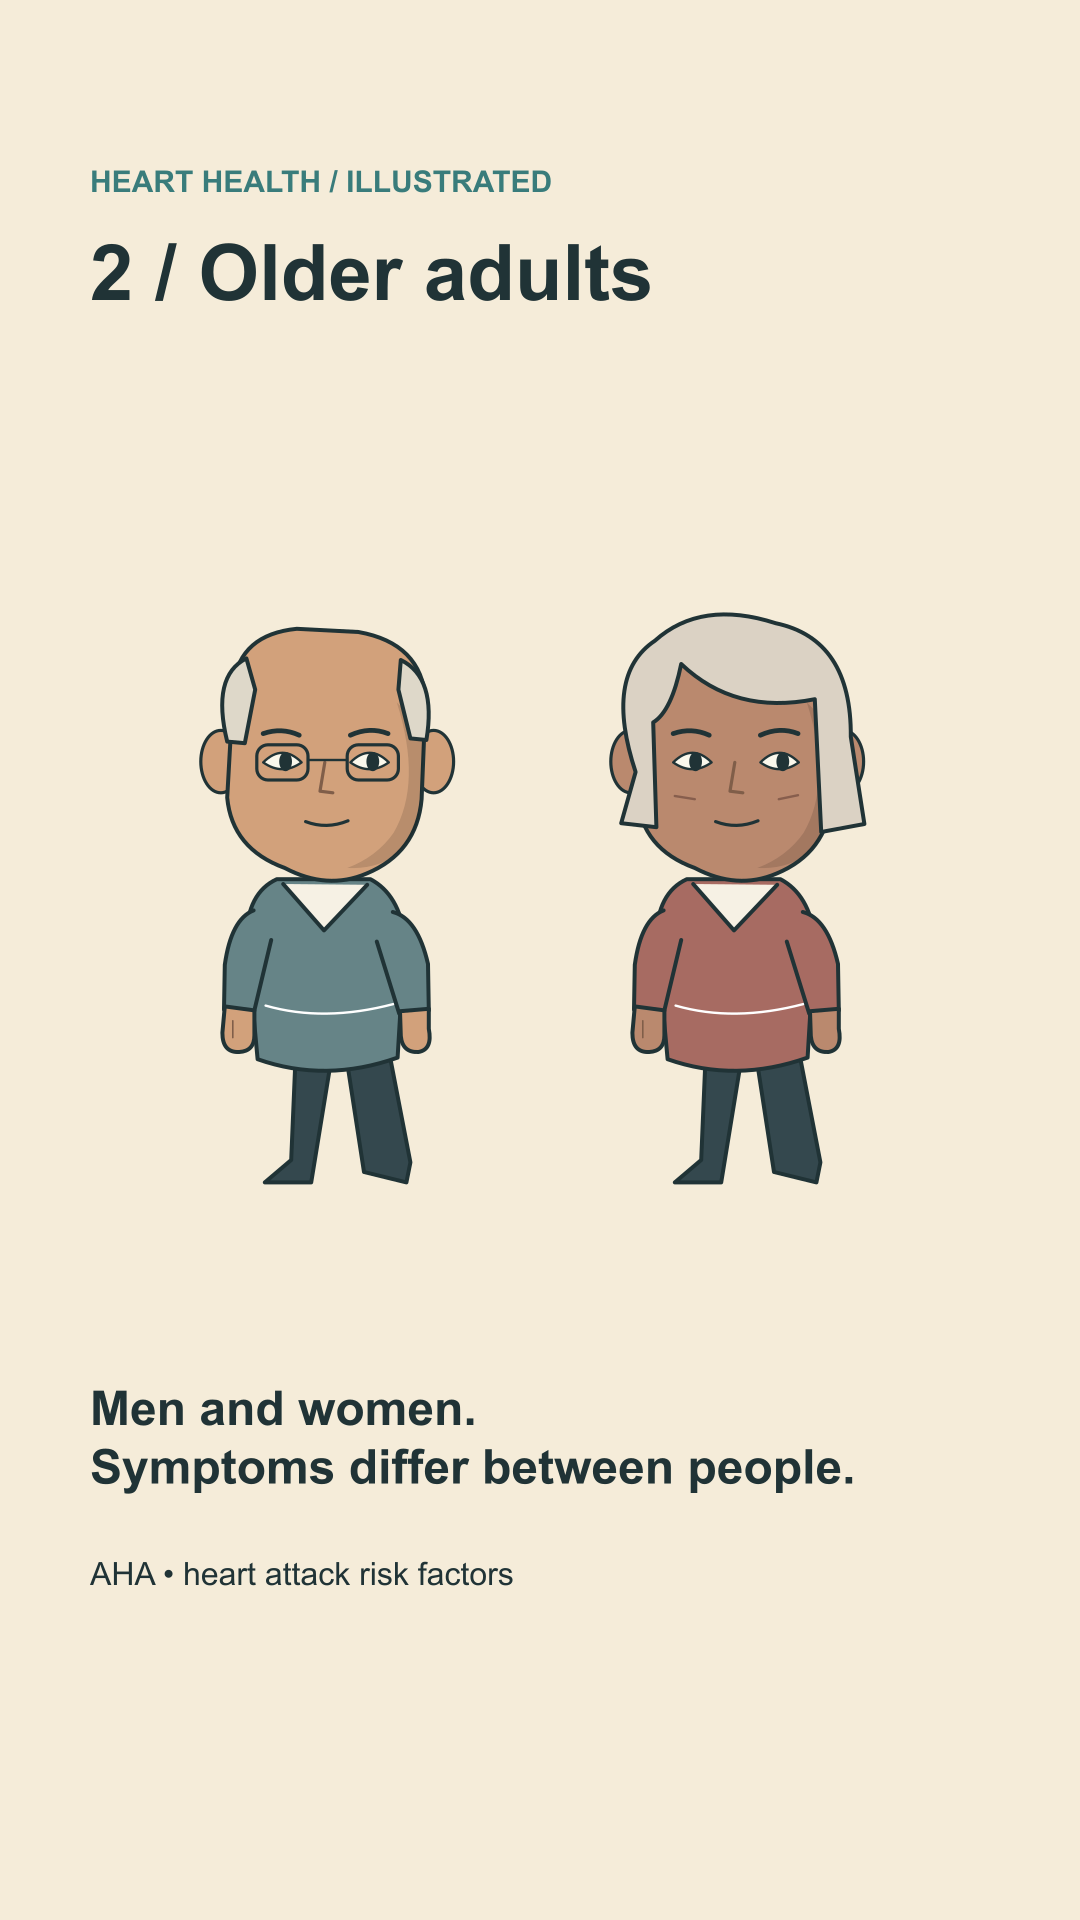 HEART HEALTH / ILLUSTRATED
2 / Older adults
Men and women.
Symptoms differ between people.
AHA • heart attack risk factors